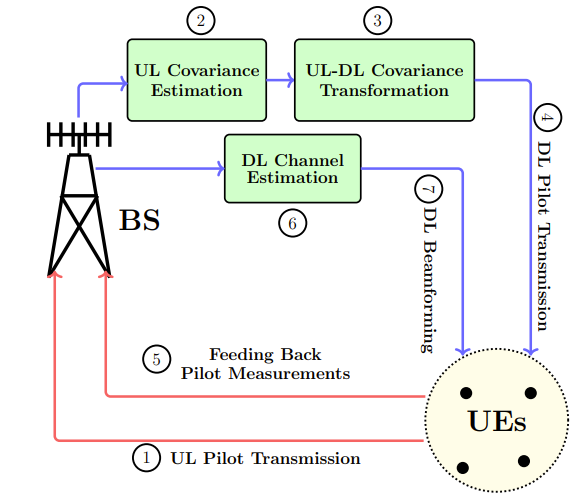 2
3
UL Covariance
Estimation
UL-DL Covariance
Transformation
4
DL Pilot Transmission
DL Channel
Estimation
6
7
DL Beamforming
BS
5
Feeding Back
Pilot Measurements
UEs
1
UL Pilot Transmission